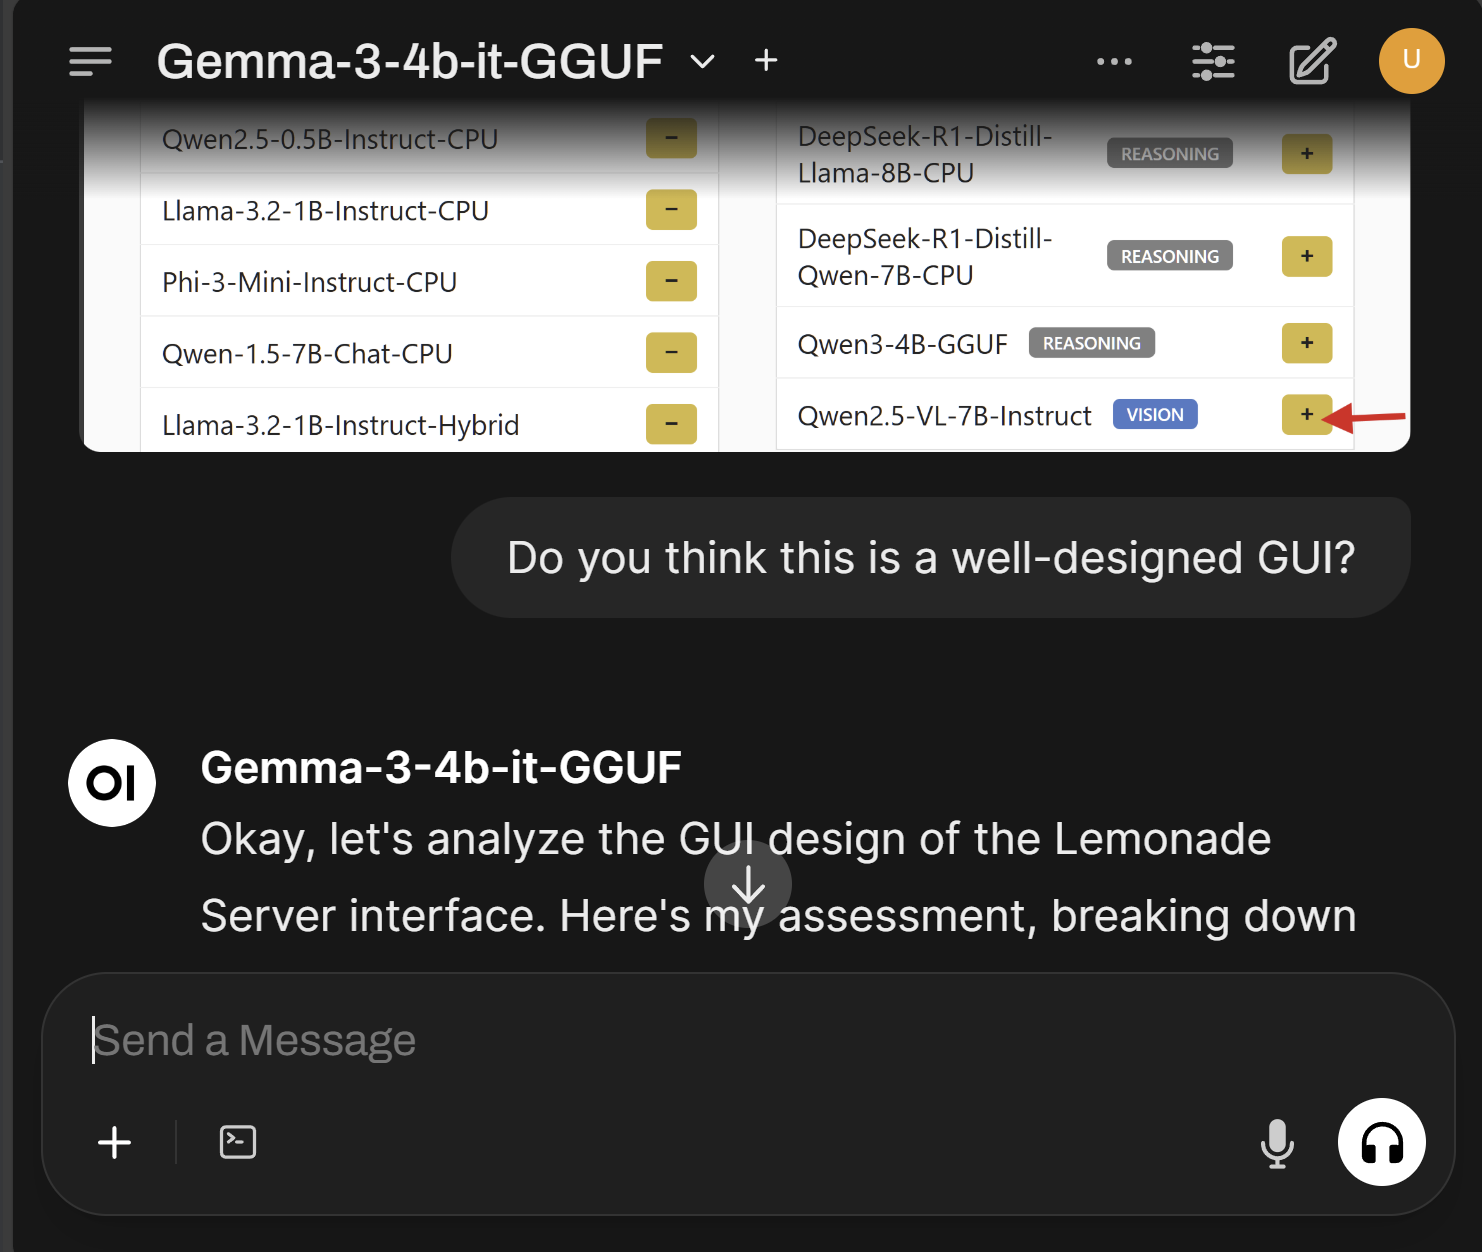 Gemma-3-4b-it-GGUF
U
Qwen2.5-0.5B-Instruct-CPU −
Llama-3.2-1B-Instruct-CPU −
Phi-3-Mini-Instruct-CPU −
Qwen-1.5-7B-Chat-CPU −
Llama-3.2-1B-Instruct-Hybrid −
DeepSeek-R1-Distill-
Llama-8B-CPU REASONING +
DeepSeek-R1-Distill-
Qwen-7B-CPU REASONING +
Qwen3-4B-GGUF REASONING +
Qwen2.5-VL-7B-Instruct VISION +
Do you think this is a well-designed GUI?
OI
Gemma-3-4b-it-GGUF
Okay, let's analyze the GUI design of the Lemonade
Server interface. Here's my assessment, breaking down
Send a Message